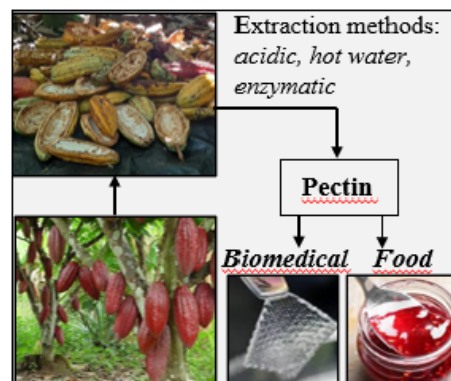 Extraction methods:
acidic, hot water,
enzymatic
Pectin
Biomedical Food